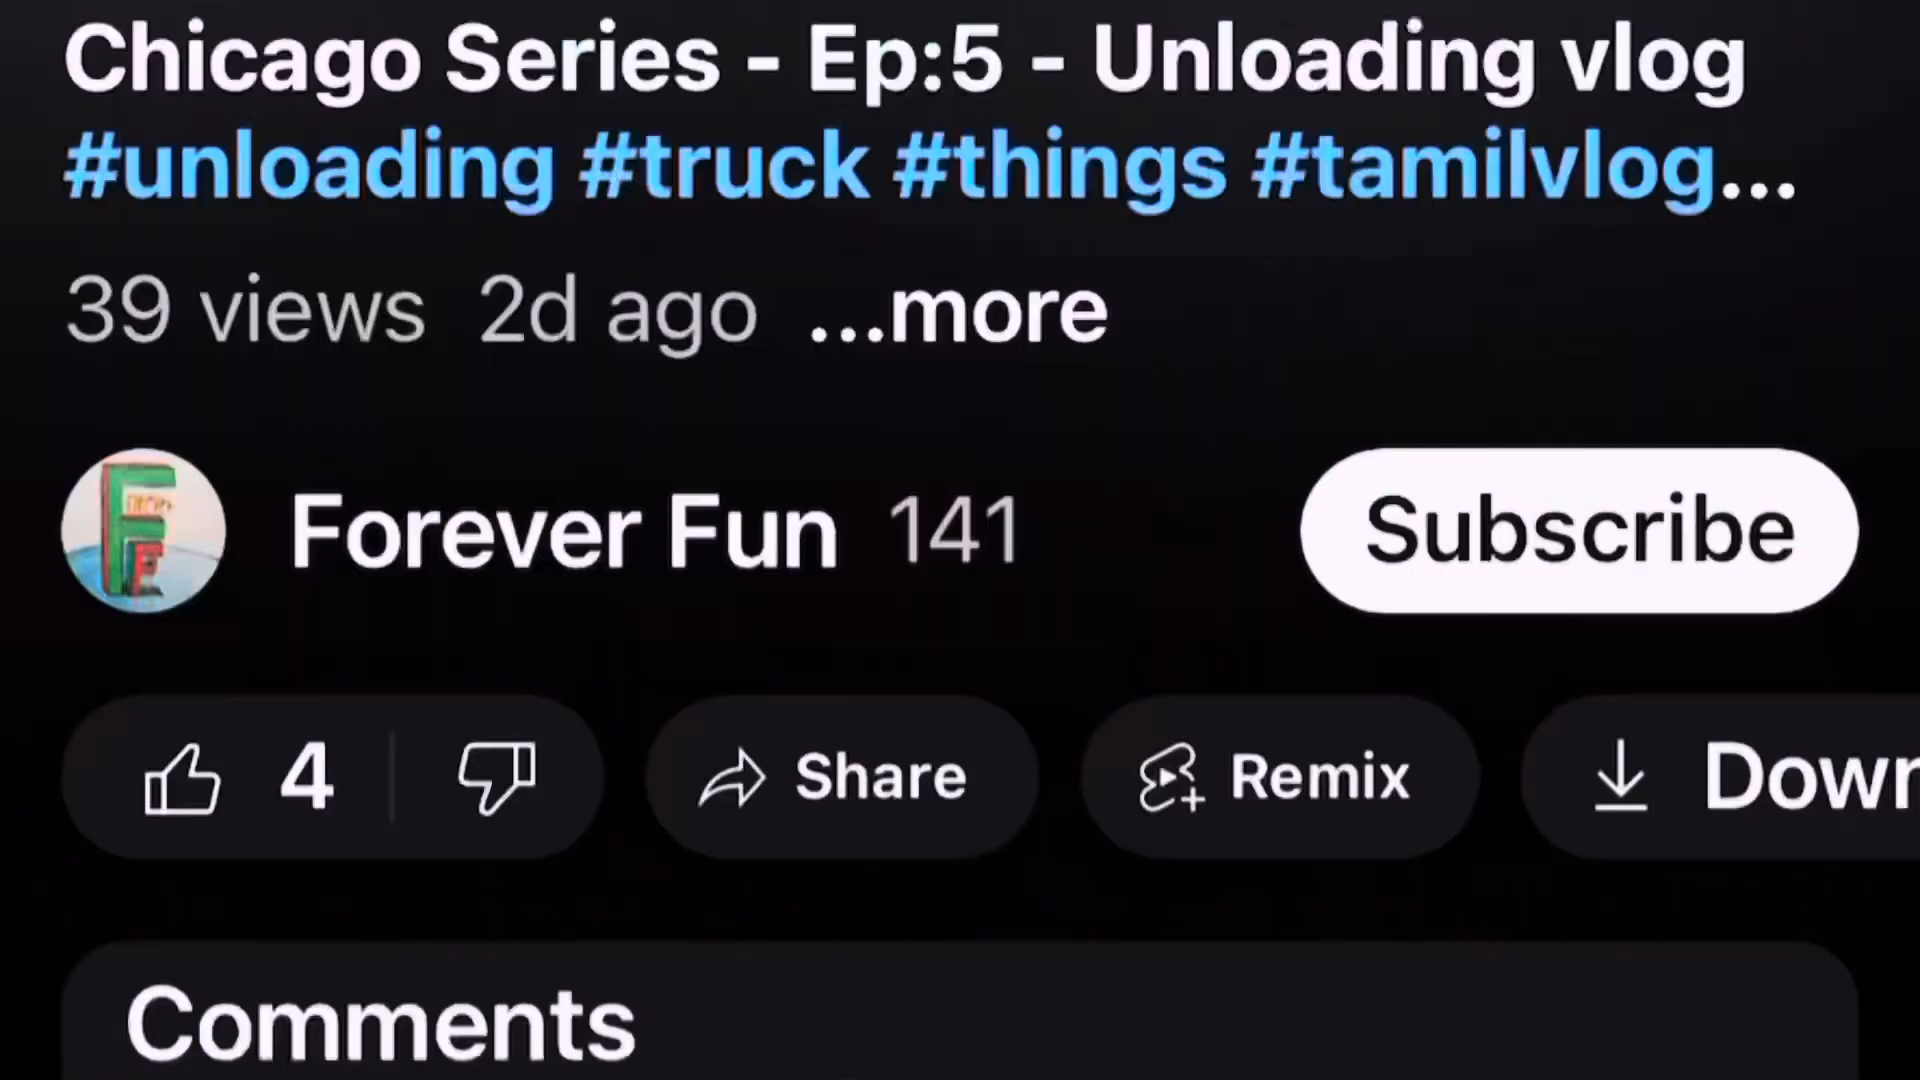 Chicago Series - Ep:5 - Unloading vlog
#unloading #truck #things #tamilvlog...
39 views 2d ago ...more
Forever Fun 141 Subscribe
4 Share Remix Down
Comments